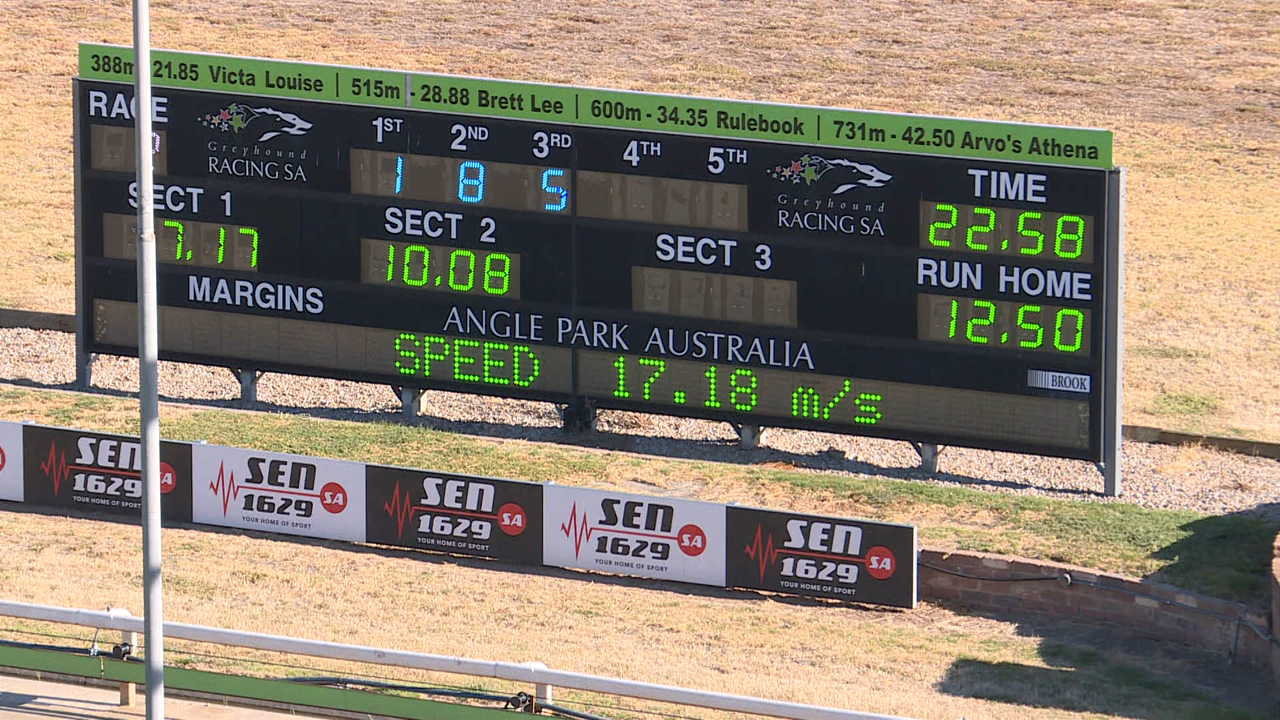 388m 21.85 Victa Louise | 515m - 28.88 Brett Lee | 600m - 34.35 Rulebook | 731m - 42.50 Arvo's Athena
RACE
Greyhound
RACING SA
1ST 2ND 3RD 4TH 5TH
1 8 5
Greyhound
RACING SA
TIME
22.58
SECT 1
7.17
SECT 2
10.08
SECT 3
RUN HOME
12.50
MARGINS
ANGLE PARK AUSTRALIA
SPEED 17.18 m/s
BROOK
SEN
1629 SA
YOUR HOME OF SPORT
SEN
1629 SA
YOUR HOME OF SPORT
SEN
1629 SA
YOUR HOME OF SPORT
SEN
1629 SA
YOUR HOME OF SPORT
SEN
1629 SA
YOUR HOME OF SPORT